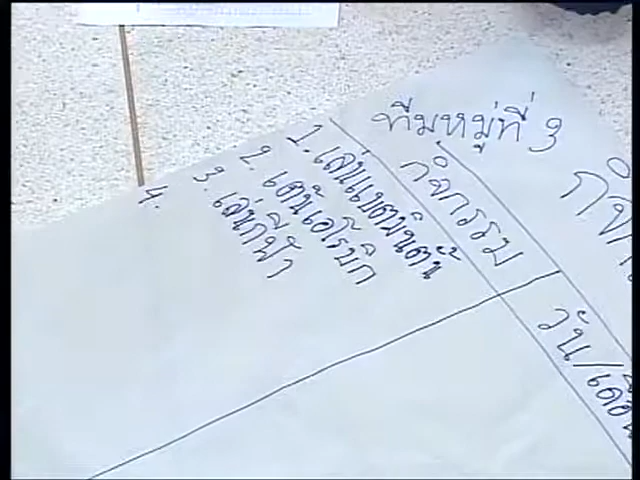 ทีมหมู่ที่ 3
กิจกรรม
1. เล่นแบตมินตัน
2. เต้นแอโรบิก
3. เล่นกีฬา
4.
วัน/เดือน